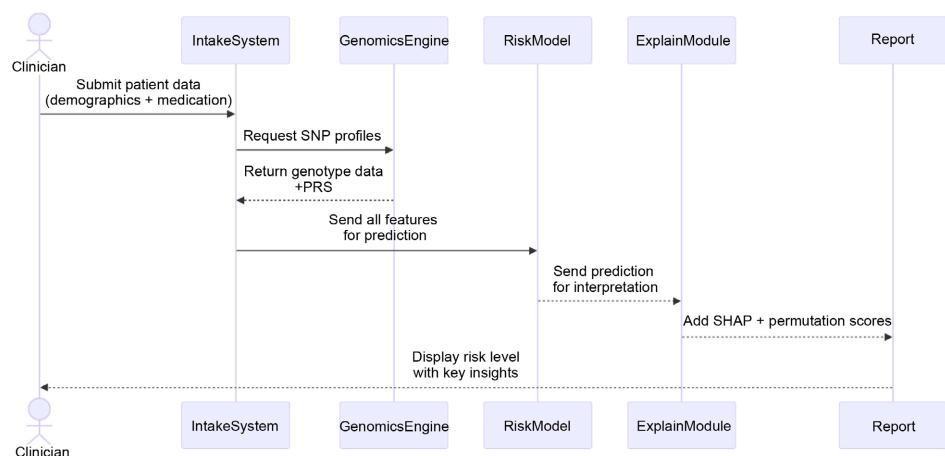 Clinician
IntakeSystem
GenomicsEngine
RiskModel
ExplainModule
Report
Submit patient data
(demographics + medication)
Request SNP profiles
Return genotype data
+PRS
Send all features
for prediction
Send prediction
for interpretation
Add SHAP + permutation scores
Display risk level
with key insights
Clinician
IntakeSystem
GenomicsEngine
RiskModel
ExplainModule
Report